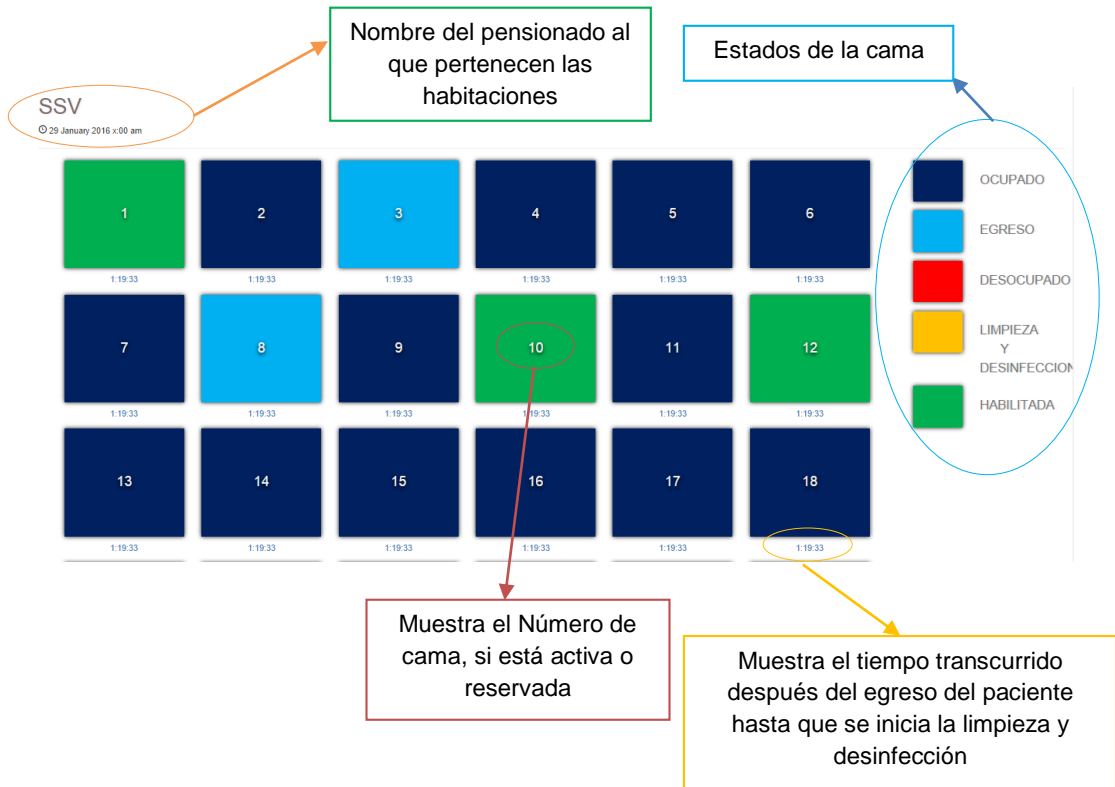 Nombre del pensionado al
que pertenecen las
habitaciones
Estados de la cama
SSV
29 January 2016 x:00 am
1 2 3 4 5 6
1:19:33 1:19:33 1:19:33 1:19:33 1:19:33 1:19:33
7 8 9 10 11 12
1:19:33 1:19:33 1:19:33 1:19:33 1:19:33 1:19:33
13 14 15 16 17 18
1:19:33 1:19:33 1:19:33 1:19:33 1:19:33 1:19:33
OCUPADO
EGRESO
DESOCUPADO
LIMPIEZA
Y
DESINFECCION
HABILITADA
Muestra el Número de
cama, si está activa o
reservada
Muestra el tiempo transcurrido
después del egreso del paciente
hasta que se inicia la limpieza y
desinfección